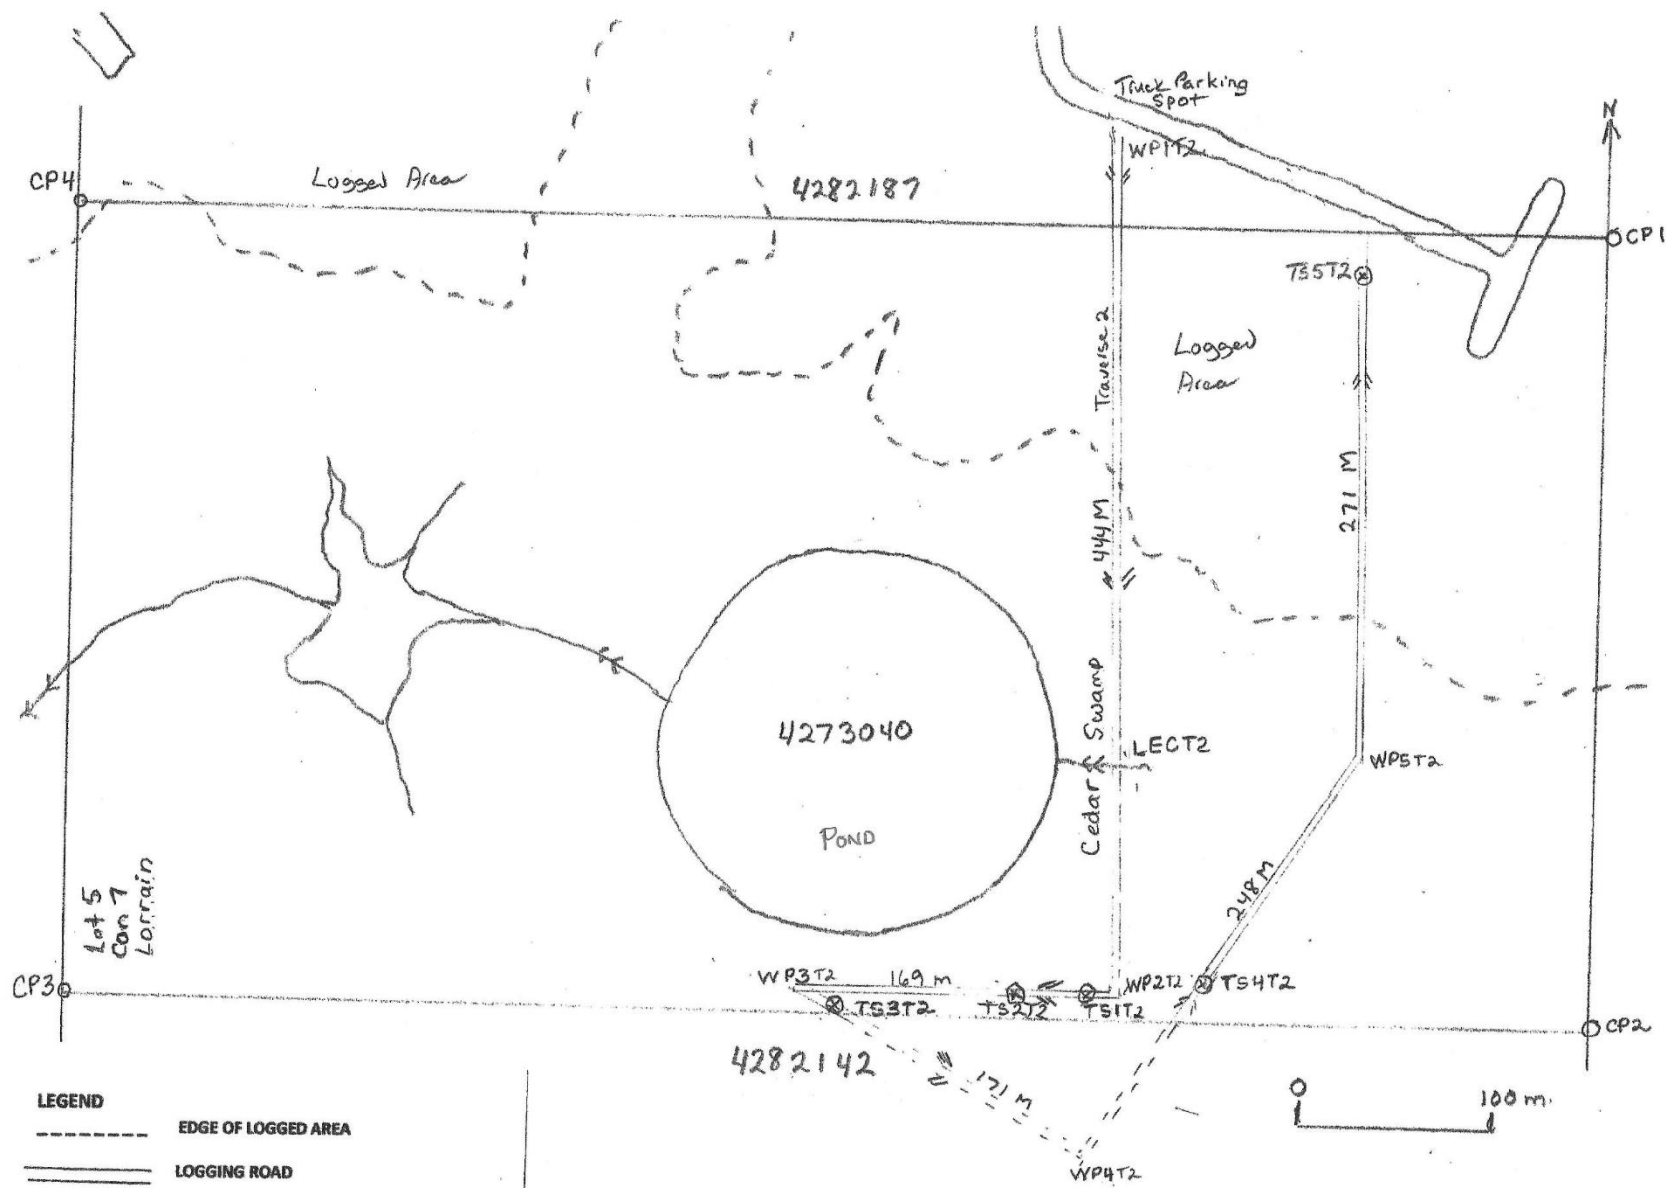 Truck Parking
Spot
N
WP1T2
CP4
Logged Area
4282187
CP1
TS5T2
Traverse 2
Logged
Area
444M
271 M
Cedar Swamp
4273040
LECT2
WP5T2
POND
248M
Lot 5
Con 7
Lorrain
CP3
WP3T2
169 m
WP2T2
TS4T2
TS3T2
TS2T2
TS1T2
CP2
4282142
171 M
0
100 m.
WP4T2
LEGEND
EDGE OF LOGGED AREA
LOGGING ROAD